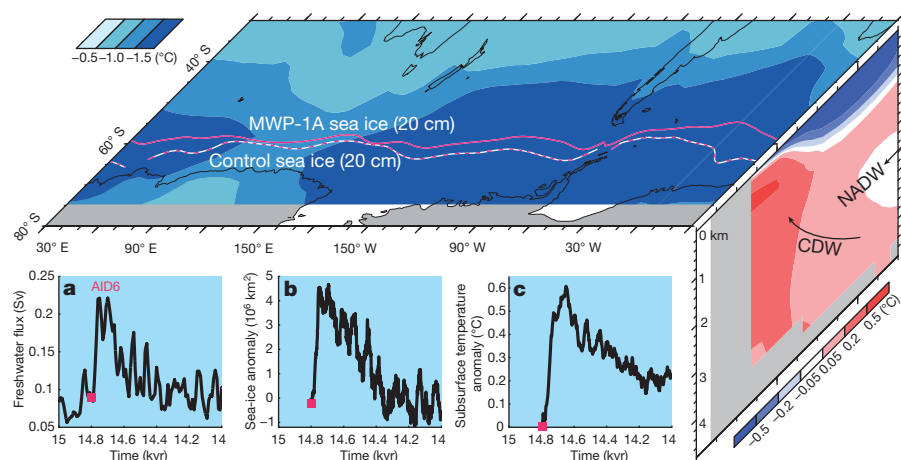 −0.5 −1.0 −1.5 (°C)
40° S
60° S
80° S
MWP-1A sea ice (20 cm)
Control sea ice (20 cm)
30° E 90° E 150° E 150° W 90° W 30° W
NADW
CDW
0 km
1
2
3
4
−0.5 −0.2 −0.05 0.05 0.2 0.5 (°C)
a
AID6
Freshwater flux (Sv)
0.25
0.2
0.15
0.1
0.05
15 14.8 14.6 14.4 14.2 14
Time (kyr)
b
Sea-ice anomaly (10⁶ km²)
5
4
3
2
1
0
−1
15 14.8 14.6 14.4 14.2 14
Time (kyr)
c
Subsurface temperature
anomaly (°C)
0.6
0.45
0.3
0.15
0
15 14.8 14.6 14.4 14.2 14
Time (kyr)